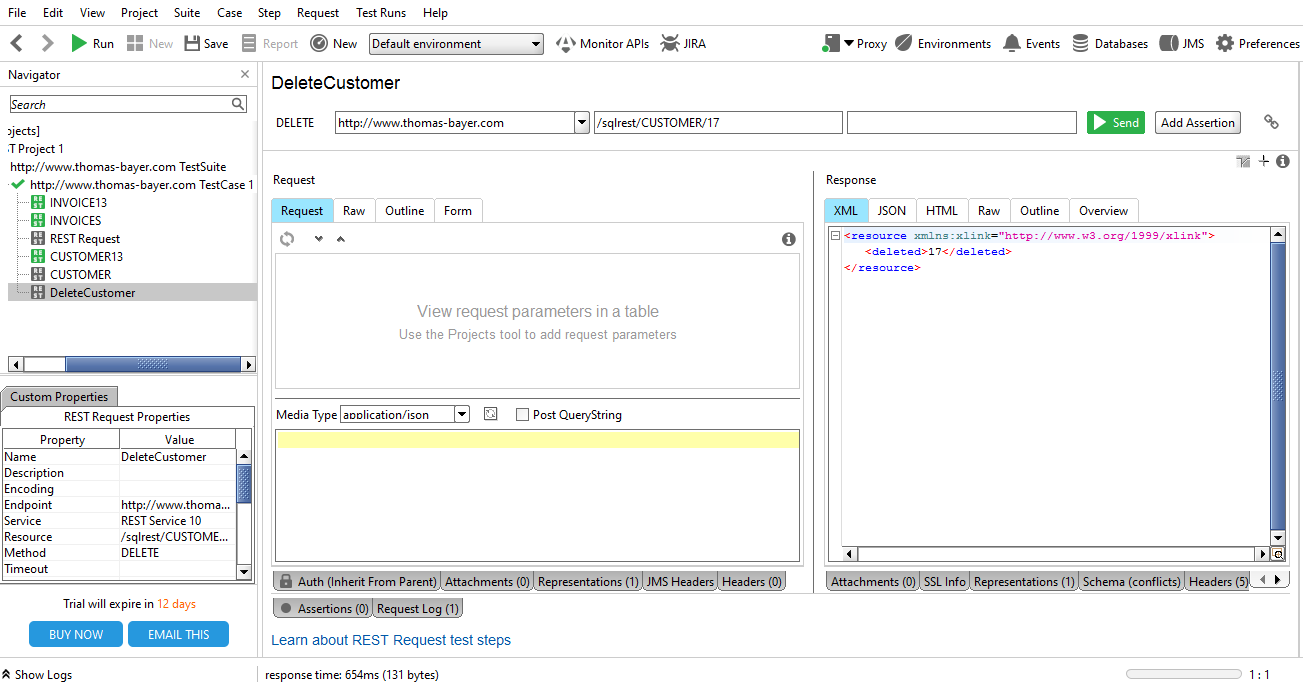 File Edit View Project Suite Case Step Request Test Runs Help
Run New Save Report New Default environment Monitor APIs JIRA Proxy Environments Events Databases JMS Preferences
Navigator
Search
ojects]
T Project 1
http://www.thomas-bayer.com TestSuite
http://www.thomas-bayer.com TestCase 1
REST INVOICE13
REST INVOICES
REST REST Request
REST CUSTOMER13
REST CUSTOMER
REST DeleteCustomer
Custom Properties
REST Request Properties
Property Value
Name DeleteCustomer
Description
Encoding
Endpoint http://www.thoma...
Service REST Service 10
Resource /sqlrest/CUSTOME...
Method DELETE
Timeout
Trial will expire in 12 days
BUY NOW EMAIL THIS
DeleteCustomer
DELETE http://www.thomas-bayer.com /sqlrest/CUSTOMER/17 Send Add Assertion
Request
Request Raw Outline Form
View request parameters in a table
Use the Projects tool to add request parameters
Media Type application/json Post QueryString
Auth (Inherit From Parent) Attachments (0) Representations (1) JMS Headers Headers (0)
Response
XML JSON HTML Raw Outline Overview
<resource xmlns:xlink="http://www.w3.org/1999/xlink">
<deleted>17</deleted>
</resource>
Attachments (0) SSL Info Representations (1) Schema (conflicts) Headers (5)
Assertions (0) Request Log (1)
Learn about REST Request test steps
Show Logs response time: 654ms (131 bytes) 1 : 1